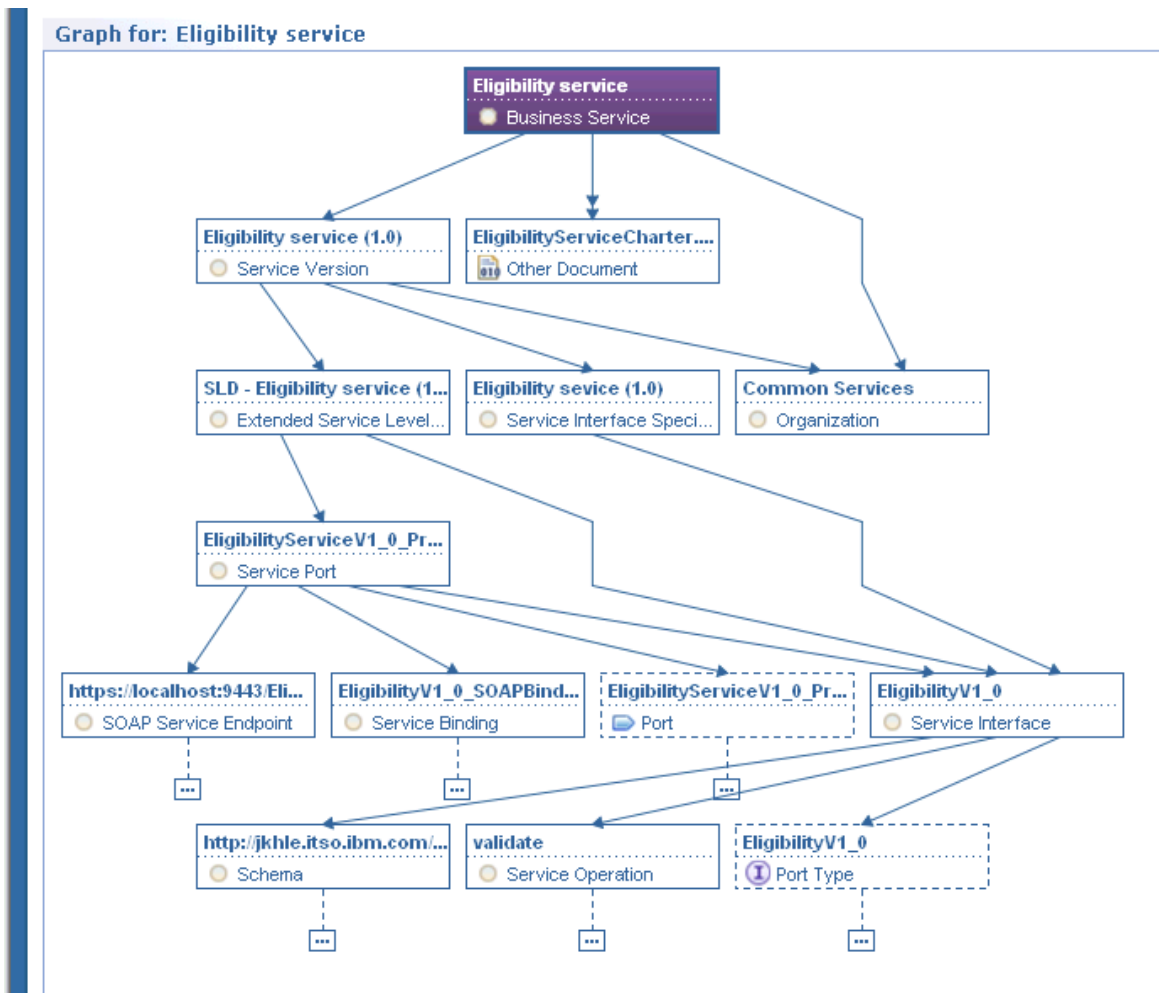 Graph for: Eligibility service
Eligibility service
Business Service
Eligibility service (1.0)
Service Version
EligibilityServiceCharter....
010 Other Document
SLD - Eligibility service (1...
Extended Service Level...
Eligibility sevice (1.0)
Service Interface Speci...
Common Services
Organization
EligibilityServiceV1_0_Pr...
Service Port
https://localhost:9443/Eli...
SOAP Service Endpoint
EligibilityV1_0_SOAPBind...
Service Binding
EligibilityServiceV1_0_Pr...
Port
EligibilityV1_0
Service Interface
...
...
...
http://jkhle.itso.ibm.com/...
Schema
validate
Service Operation
EligibilityV1_0
I Port Type
...
...
...